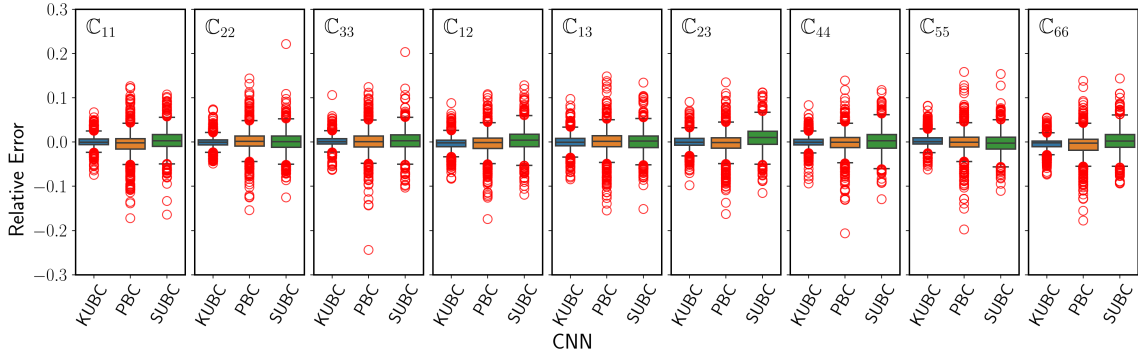 ℂ₁₁ ℂ₂₂ ℂ₃₃ ℂ₁₂ ℂ₁₃ ℂ₂₃ ℂ₄₄ ℂ₅₅ ℂ₆₆
0.3
0.2
0.1
0.0
−0.1
−0.2
−0.3
Relative Error
KUBC PBC SUBC KUBC PBC SUBC KUBC PBC SUBC KUBC PBC SUBC KUBC PBC SUBC KUBC PBC SUBC KUBC PBC SUBC KUBC PBC SUBC KUBC PBC SUBC
CNN